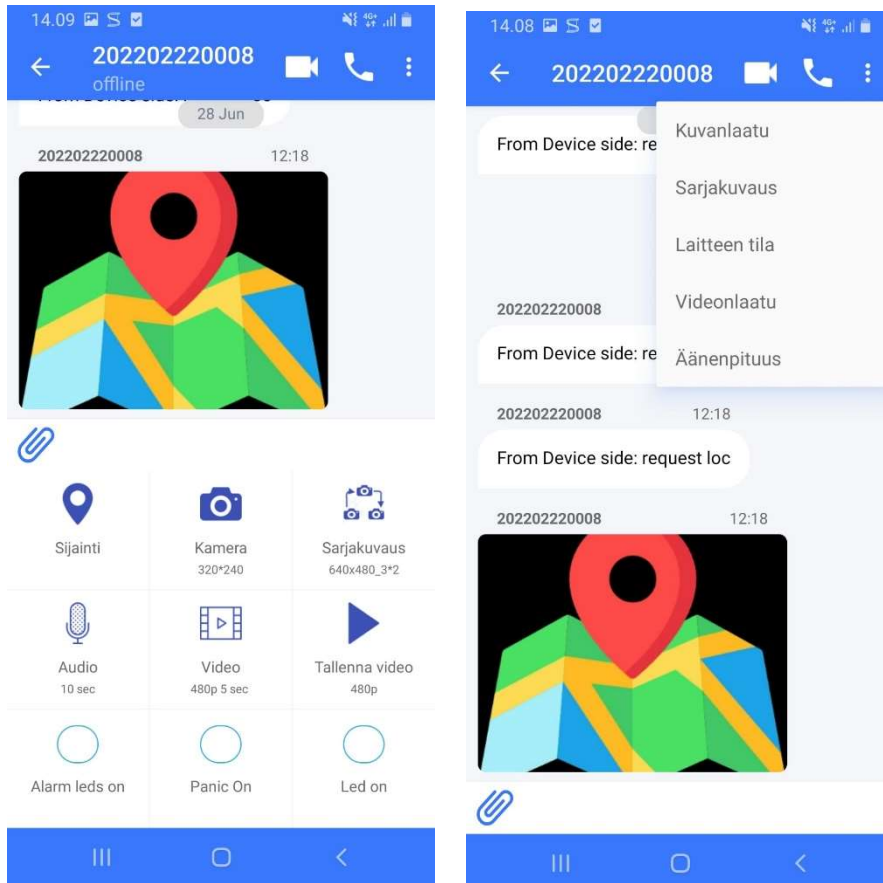 14.09
4G+
202202220008
offline
28 Jun
202202220008 12:18
Sijainti
Kamera
320*240
Sarjakuvaus
640x480_3*2
Audio
10 sec
Video
480p 5 sec
Tallenna video
480p
Alarm leds on
Panic On
Led on
14.08
4G+
202202220008
From Device side: re
Kuvanlaatu
Sarjakuvaus
Laitteen tila
Videonlaatu
Äänenpituus
202202220008
From Device side: re
202202220008 12:18
From Device side: request loc
202202220008 12:18